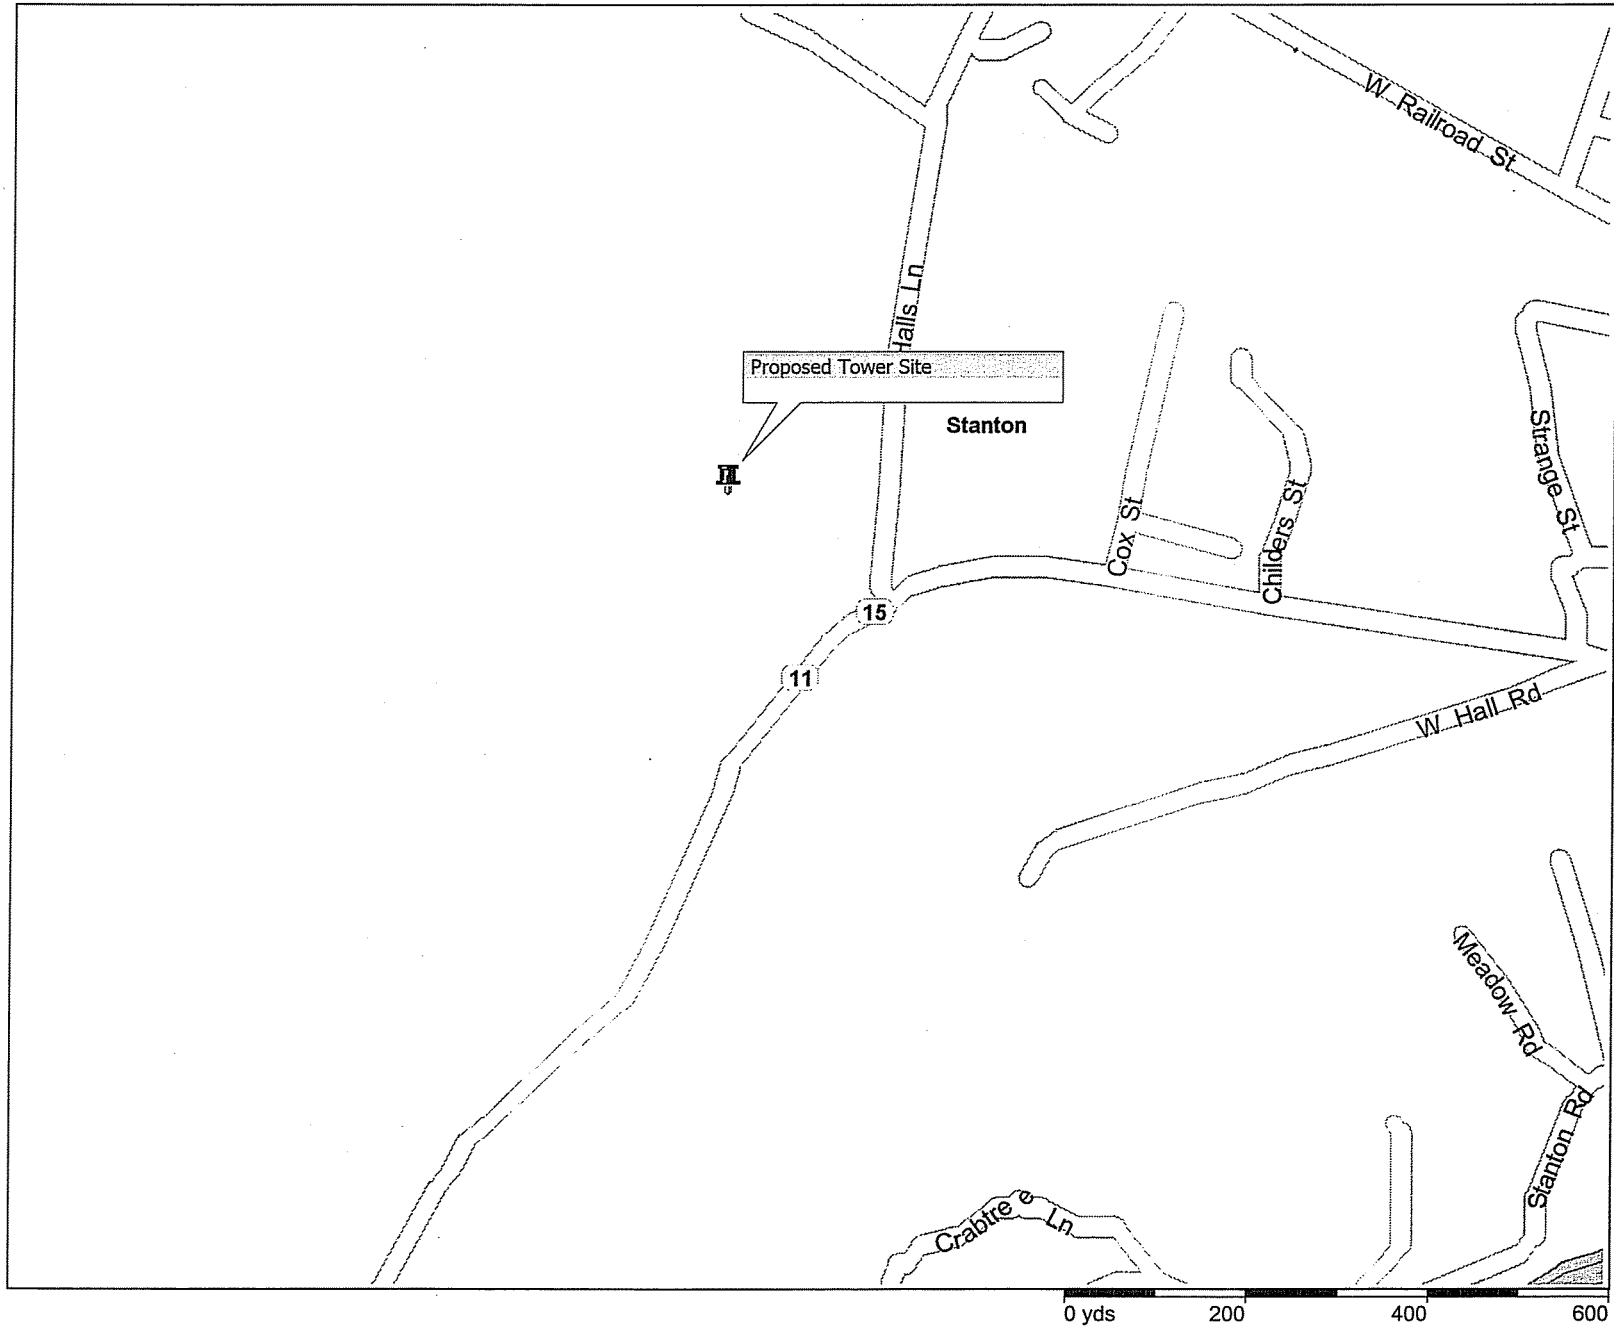 W Railroad St
Halls Ln
Proposed Tower Site
Stanton
Strange St
Cox St
Childers St
15
11
W Hall Rd
Meadow Rd
Stanton Rd
Crabtree Ln
0 yds 200 400 600